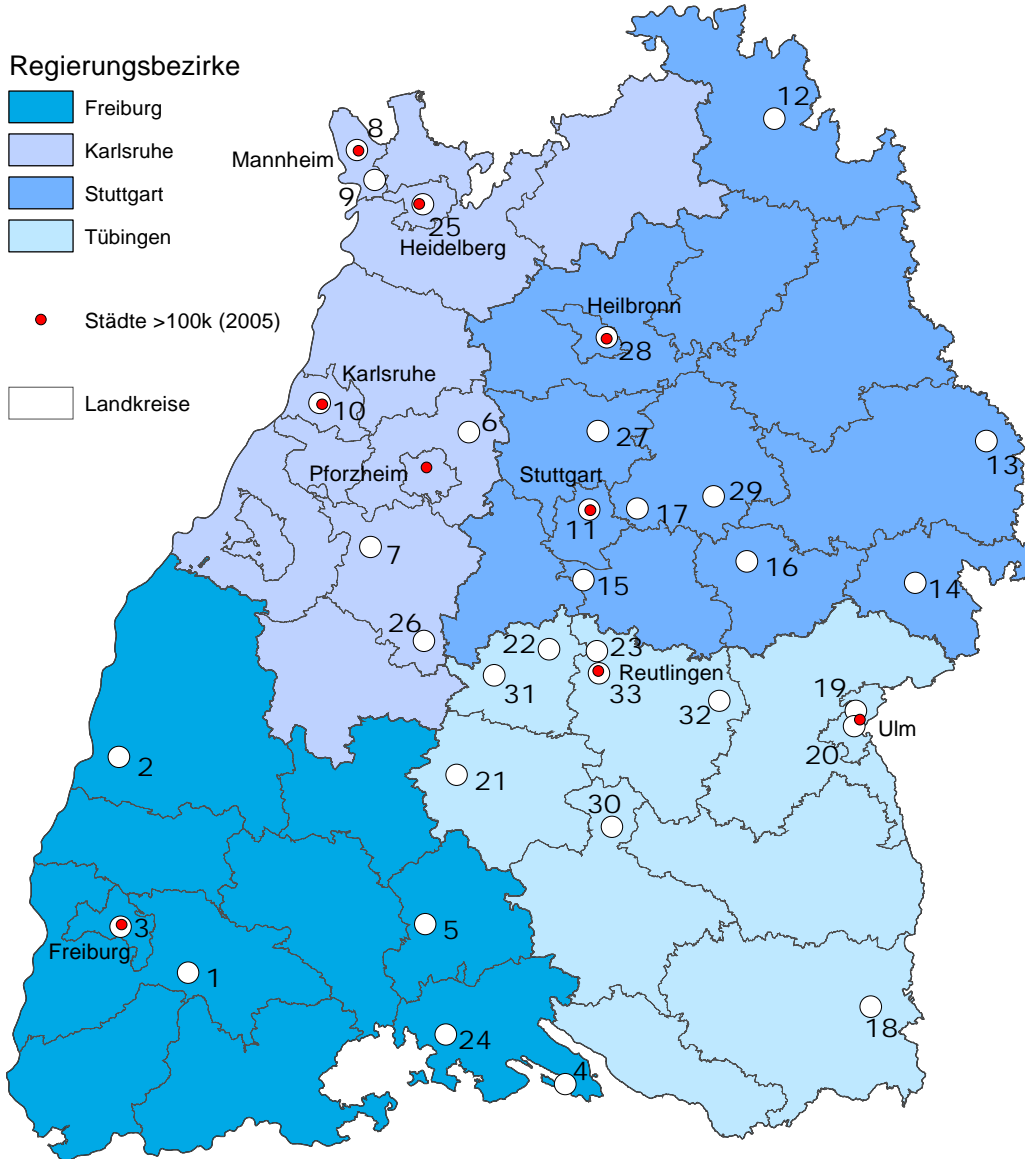 Regierungsbezirke
Freiburg
Karlsruhe
Stuttgart
Tübingen
Städte >100k (2005)
Landkreise
12
8
Mannheim
9
25
Heidelberg
Heilbronn
28
Karlsruhe
10
6
27
13
Pforzheim
Stuttgart
29
17
11
7
16
15
14
26
22
23
Reutlingen
31
33
32
19
Ulm
20
2
21
30
3
Freiburg
5
1
18
24
4